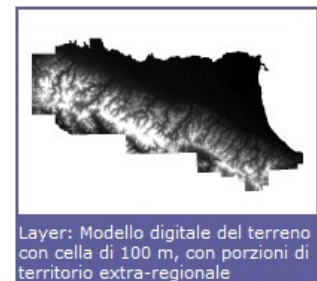 Layer: Modello digitale del terreno
con cella di 100 m, con porzioni di
territorio extra-regionale